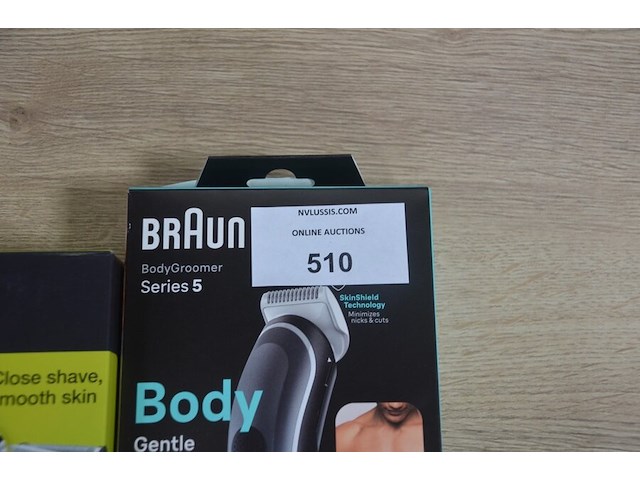 BRAUN
BodyGroomer
Series 5
NVLUSSIS.COM
ONLINE AUCTIONS
510
SkinShield
Technology
Minimizes
nicks & cuts
Body
Gentle
Close shave,
smooth skin